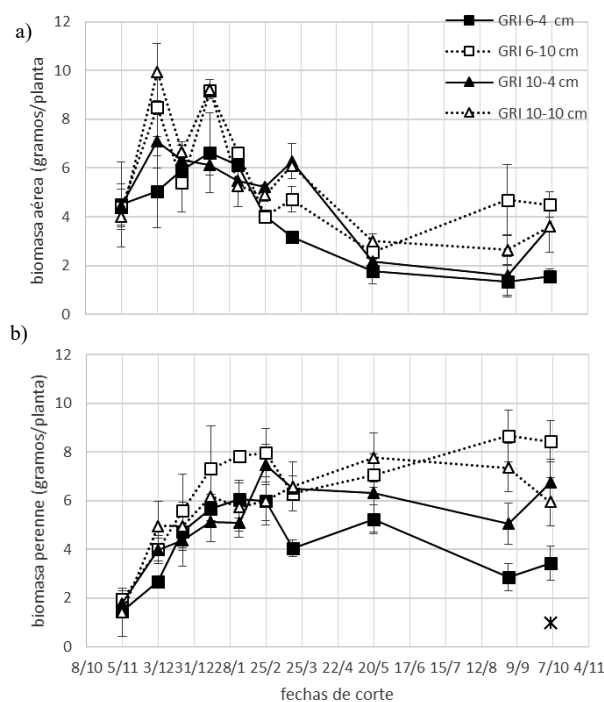 a)
GRI 6-4 cm
GRI 6-10 cm
GRI 10-4 cm
GRI 10-10 cm
biomasa aérea (gramos/planta)
12
10
8
6
4
2
0
b)
biomasa perenne (gramos/planta)
12
10
8
6
4
2
0
8/10 5/11 3/12 31/12 28/1 25/2 25/3 22/4 20/5 17/6 15/7 12/8 9/9 7/10 4/11
fechas de corte